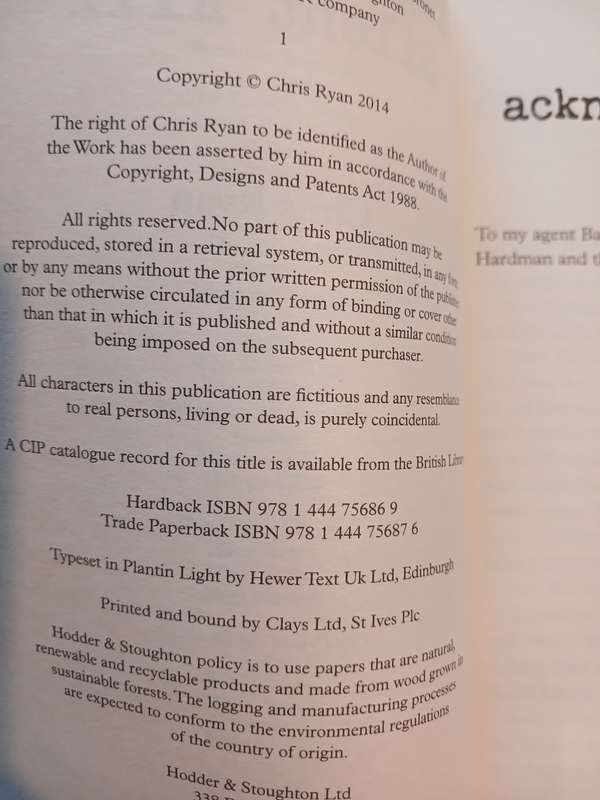 company
1
Copyright © Chris Ryan 2014
The right of Chris Ryan to be identified as the Author of
the Work has been asserted by him in accordance with the
Copyright, Designs and Patents Act 1988.
All rights reserved.No part of this publication may be
reproduced, stored in a retrieval system, or transmitted, in any form
or by any means without the prior written permission of the publisher
nor be otherwise circulated in any form of binding or cover other
than that in which it is published and without a similar condition
being imposed on the subsequent purchaser.
All characters in this publication are fictitious and any resemblance
to real persons, living or dead, is purely coincidental.
A CIP catalogue record for this title is available from the British Library
Hardback ISBN 978 1 444 75686 9
Trade Paperback ISBN 978 1 444 75687 6
Typeset in Plantin Light by Hewer Text Uk Ltd, Edinburgh
Printed and bound by Clays Ltd, St Ives Plc
Hodder & Stoughton policy is to use papers that are natural,
renewable and recyclable products and made from wood grown in
sustainable forests. The logging and manufacturing processes
are expected to conform to the environmental regulations
of the country of origin.
Hodder & Stoughton Ltd
338
ackn
To my agent Ba
Hardman and th